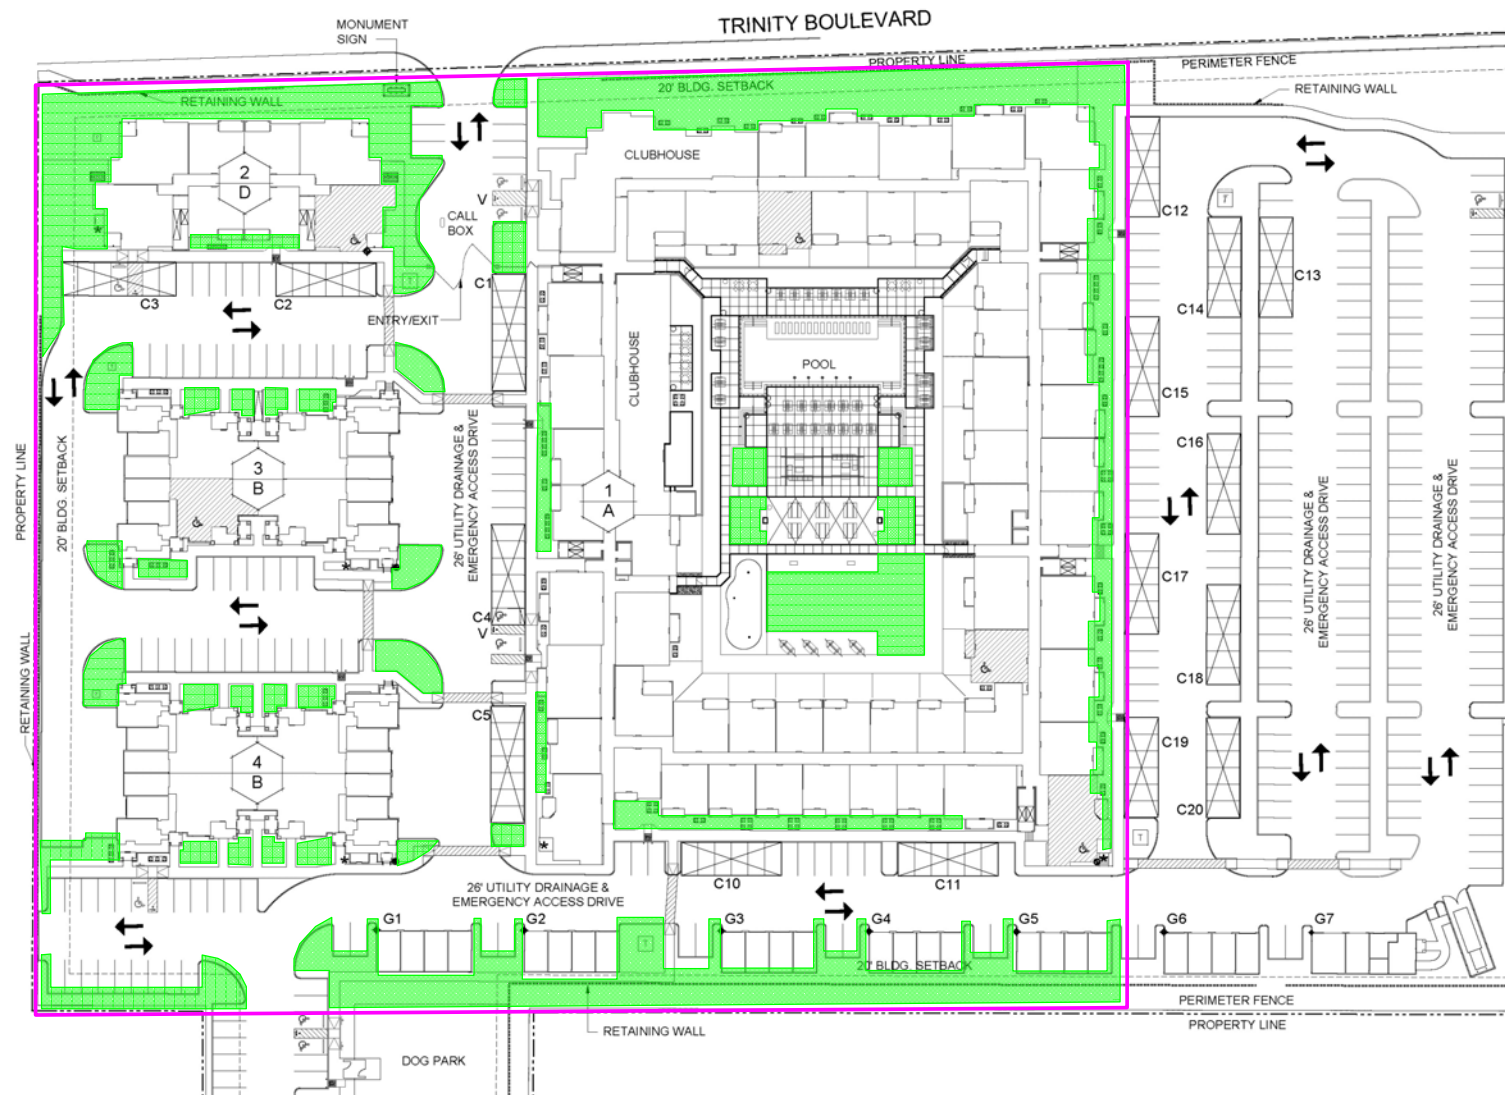 TRINITY BOULEVARD
MONUMENT
SIGN
PROPERTY LINE
PERIMETER FENCE
RETAINING WALL
20' BLDG. SETBACK
RETAINING WALL
CLUBHOUSE
2
D
V
CALL
BOX
C12
C3
C2
C1
C13
C14
ENTRY/EXIT
CLUBHOUSE
POOL
C15
PROPERTY LINE
20' BLDG. SETBACK
3
B
26' UTILITY DRAINAGE &
EMERGENCY ACCESS DRIVE
1
A
C16
26' UTILITY DRAINAGE &
EMERGENCY ACCESS DRIVE
26' UTILITY DRAINAGE &
EMERGENCY ACCESS DRIVE
C17
C4
V
RETAINING WALL
C18
C5
4
B
C19
C20
T
T
T
T
C10
C11
26' UTILITY DRAINAGE &
EMERGENCY ACCESS DRIVE
G1
G2
G3
G4
G5
G6
G7
20' BLDG. SETBACK
PERIMETER FENCE
RETAINING WALL
PROPERTY LINE
DOG PARK